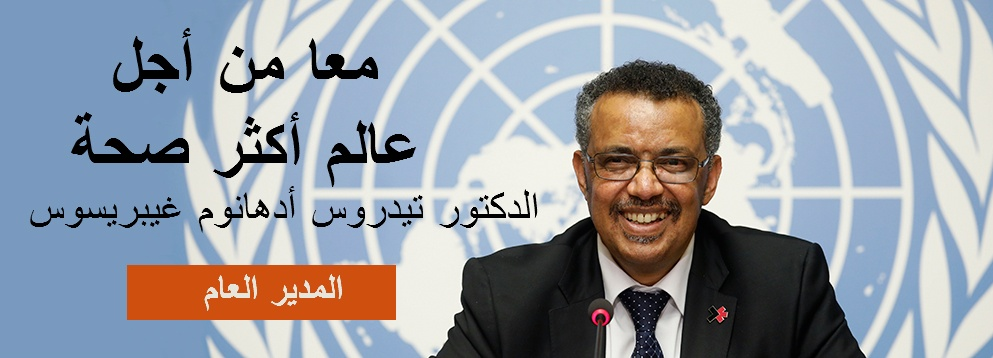 معا من أجل
عالم أكثر صحة
الدكتور تيدروس أدهانوم غيبريسوس
المدير العام